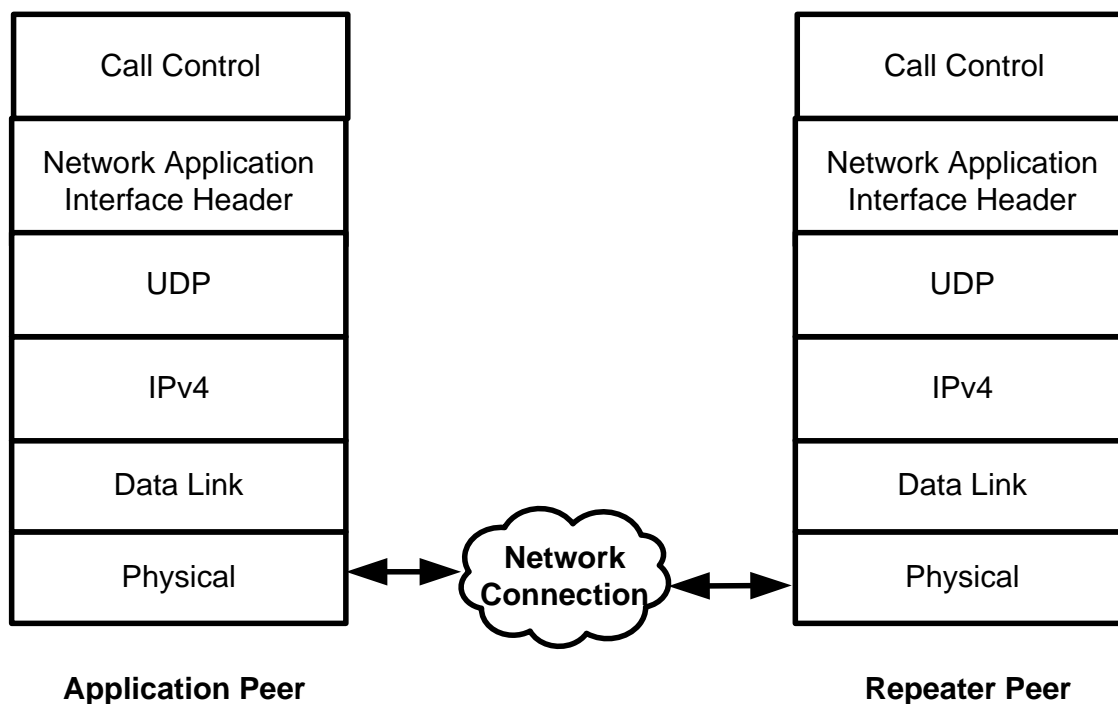 Call Control
Network Application
Interface Header
UDP
IPv4
Data Link
Physical
Application Peer
Network
Connection
Call Control
Network Application
Interface Header
UDP
IPv4
Data Link
Physical
Repeater Peer